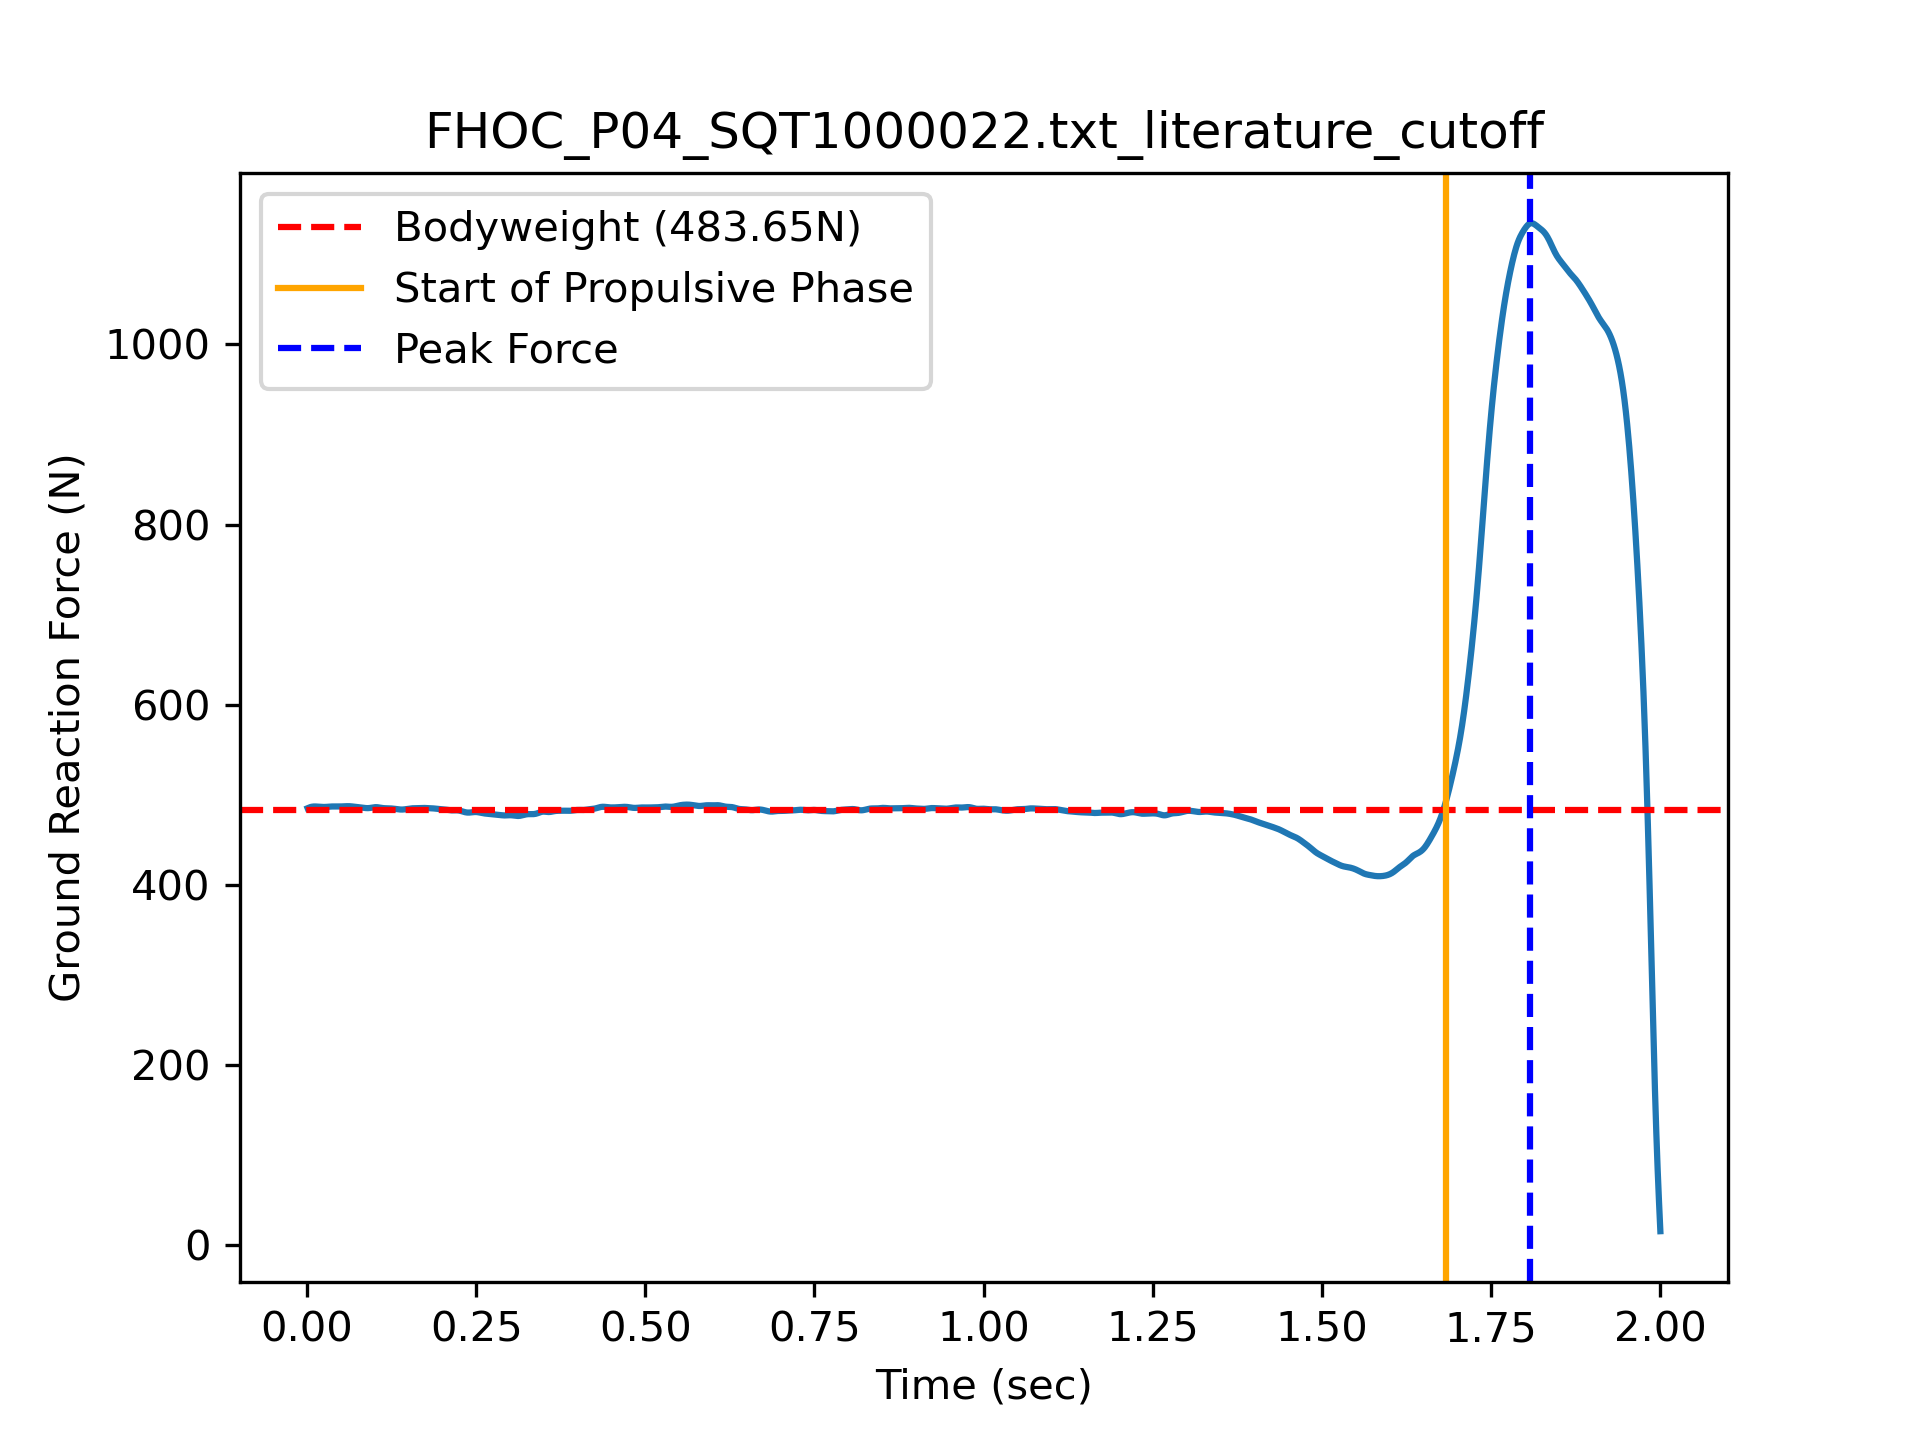 FHOC_P04_SQT1000022.txt_literature_cutoff
Bodyweight (483.65N)
Start of Propulsive Phase
Peak Force
Ground Reaction Force (N)
1000
800
600
400
200
0
0.00 0.25 0.50 0.75 1.00 1.25 1.50 1.75 2.00
Time (sec)